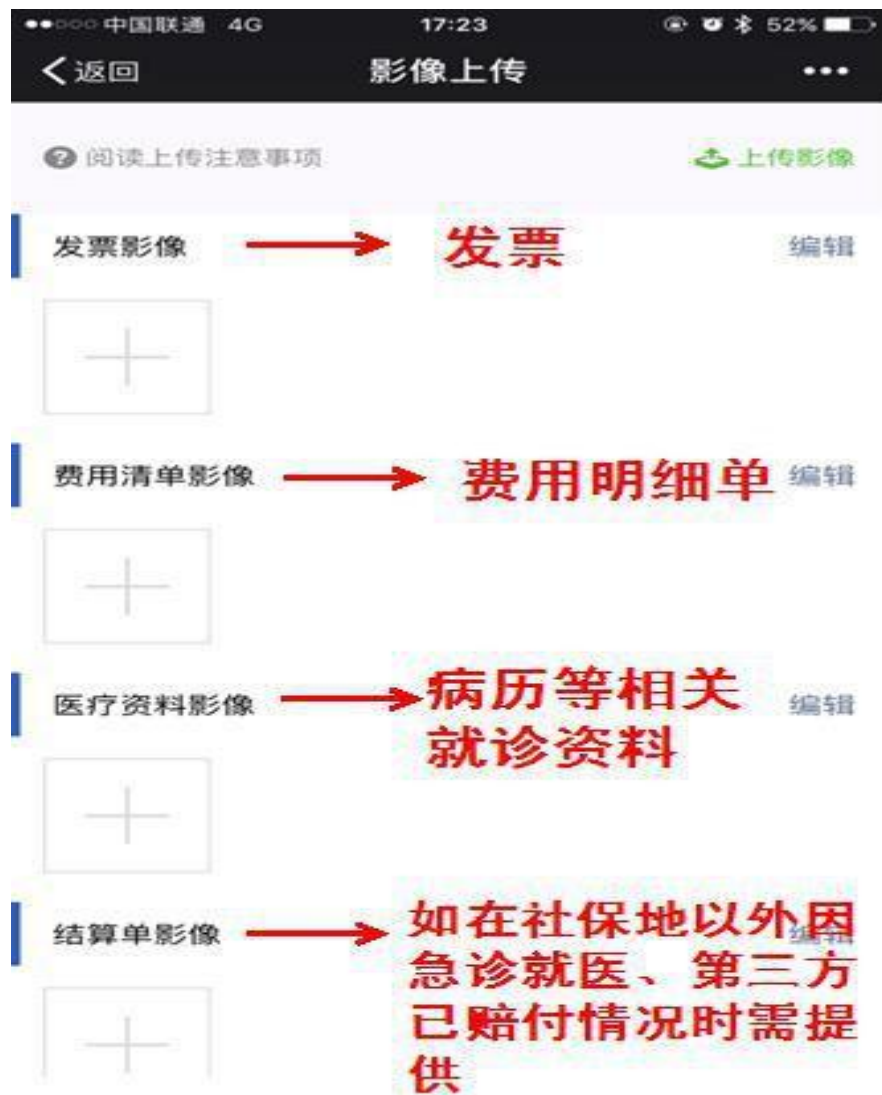 中国联通 4G 17:23 52%
返回 影像上传
阅读上传注意事项 上传影像
发票影像 发票 编辑
费用清单影像 费用明细单 编辑
医疗资料影像 病历等相关 编辑
就诊资料
结算单影像 如在社保地以外因 编辑
急诊就医、第三方
已赔付情况时需提
供